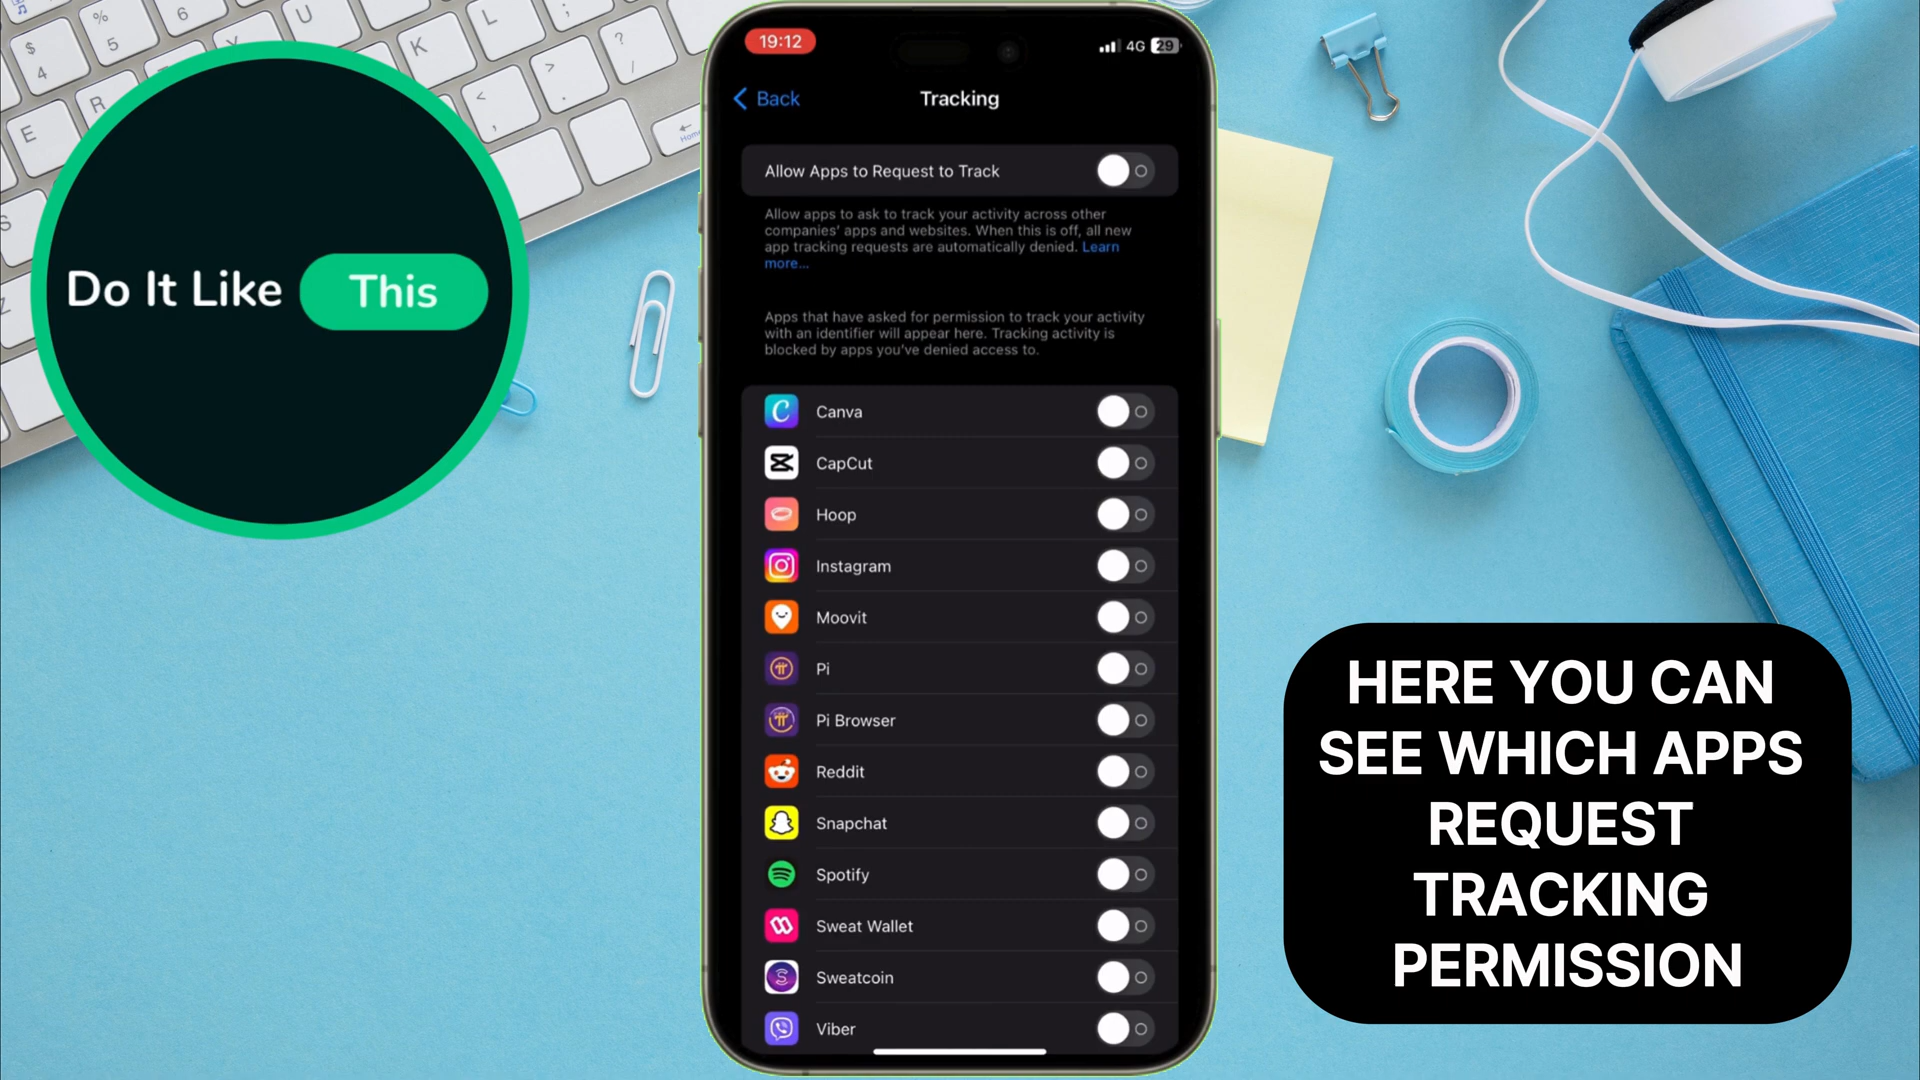 Do It Like This
19:12
4G 29
Back
Tracking
Allow Apps to Request to Track
Allow apps to ask to track your activity across other
companies' apps and websites. When this is off, all new
app tracking requests are automatically denied. Learn
more...
Apps that have asked for permission to track your activity
with an identifier will appear here. Tracking activity is
blocked by apps you've denied access to.
Canva
CapCut
Hoop
Instagram
Moovit
Pi
Pi Browser
Reddit
Snapchat
Spotify
Sweat Wallet
Sweatcoin
Viber
HERE YOU CAN
SEE WHICH APPS
REQUEST
TRACKING
PERMISSION